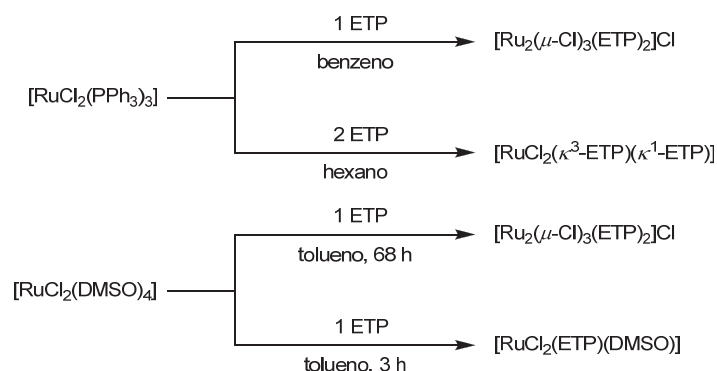 1 ETP
[Ru₂(μ-Cl)₃(ETP)₂]Cl
benzeno
[RuCl₂(PPh₃)₃]
2 ETP
[RuCl₂(κ³-ETP)(κ¹-ETP)]
hexano
1 ETP
[Ru₂(μ-Cl)₃(ETP)₂]Cl
tolueno, 68 h
[RuCl₂(DMSO)₄]
1 ETP
[RuCl₂(ETP)(DMSO)]
tolueno, 3 h